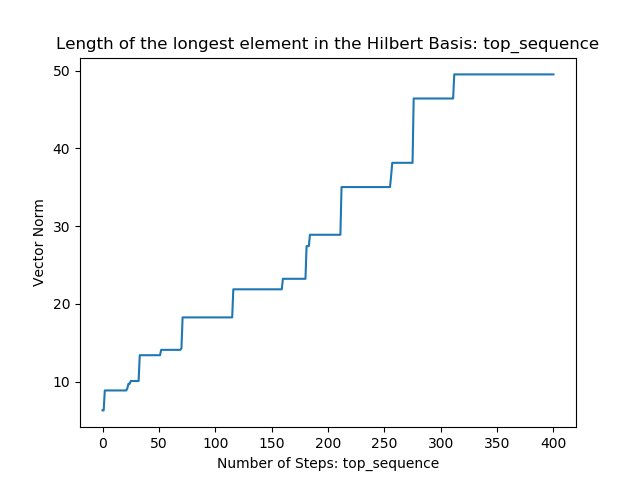 Length of the longest element in the Hilbert Basis: top_sequence
50
40
30
20
10
Vector Norm
0 50 100 150 200 250 300 350 400
Number of Steps: top_sequence